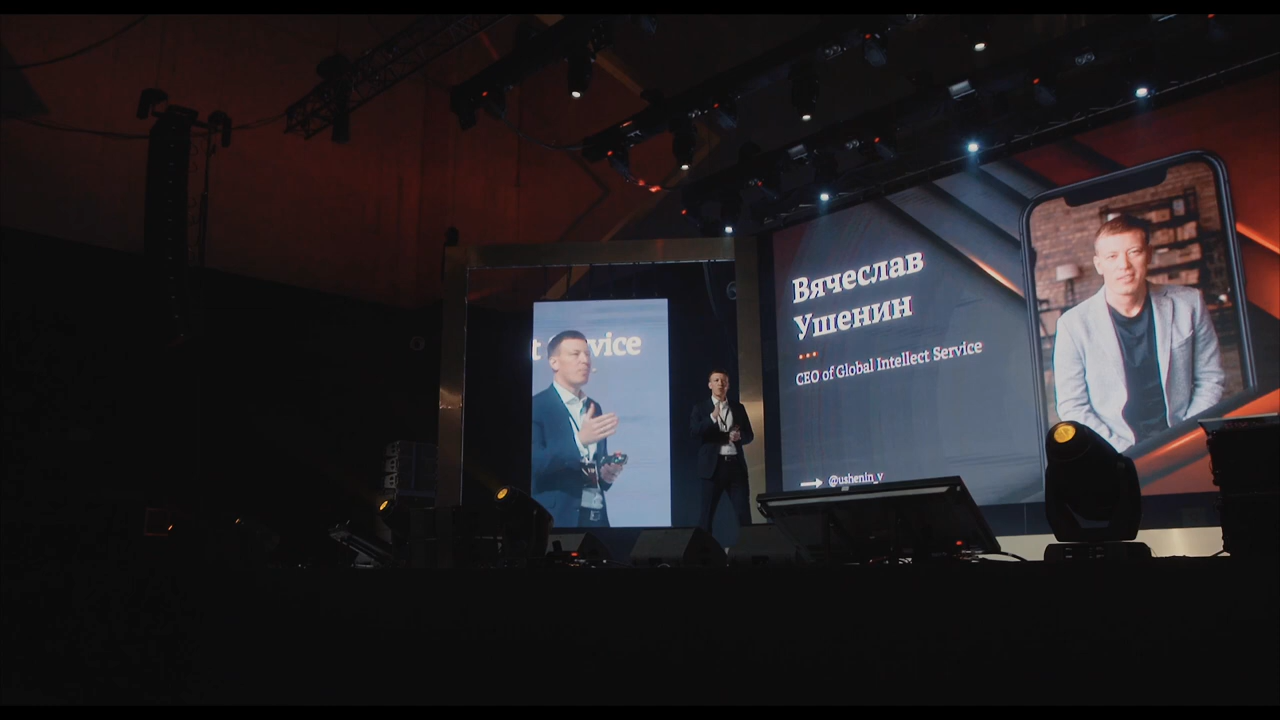 t Service
Вячеслав
Ушенин
CEO of Global Intellect Service
@ushenin_v